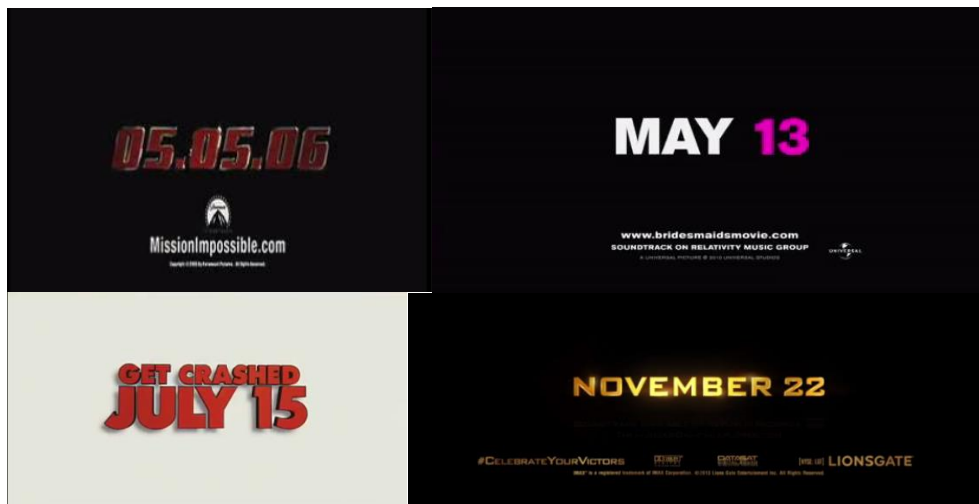 05.05.06
MissionImpossible.com
MAY 13
www.bridesmaidsmovie.com
SOUNDTRACK ON RELATIVITY MUSIC GROUP
A UNIVERSAL PICTURE © 2010 UNIVERSAL STUDIOS
UNIVERSAL
GET CRASHED
JULY 15
NOVEMBER 22
#CELEBRATEYOURVICTORS
DATASAT
LIONSGATE